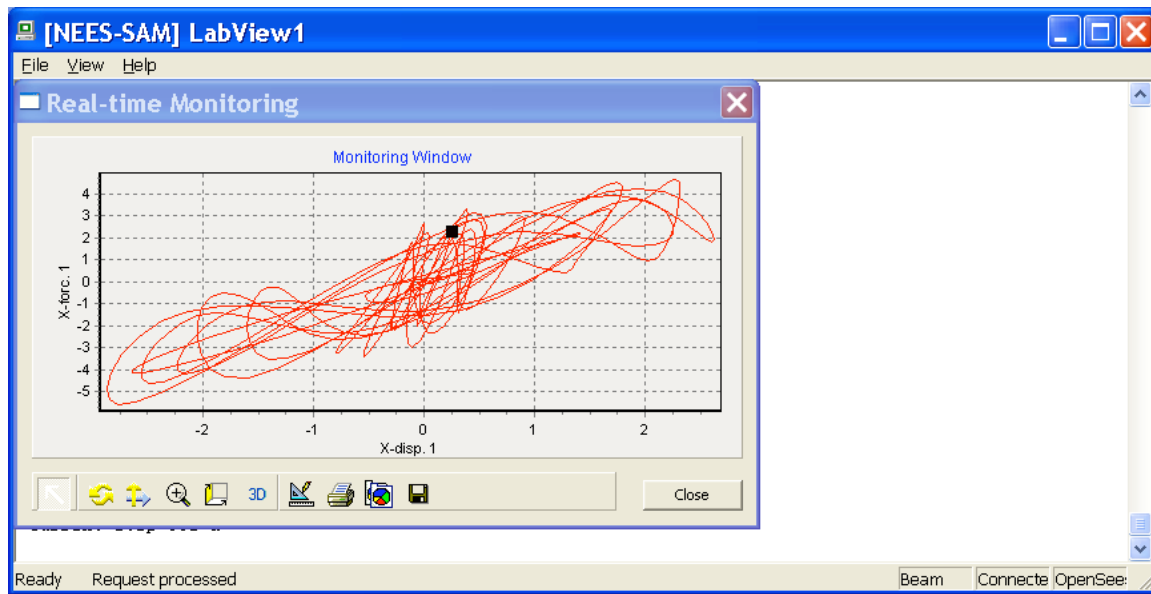 [NEES-SAM] LabView1
File View Help
Real-time Monitoring
Monitoring Window
4
3
2
1
0
-1
-2
-3
-4
-5
X-forc. 1
-2 -1 0 1 2
X-disp. 1
3D
Close
Ready Request processed Beam Connecte OpenSee: